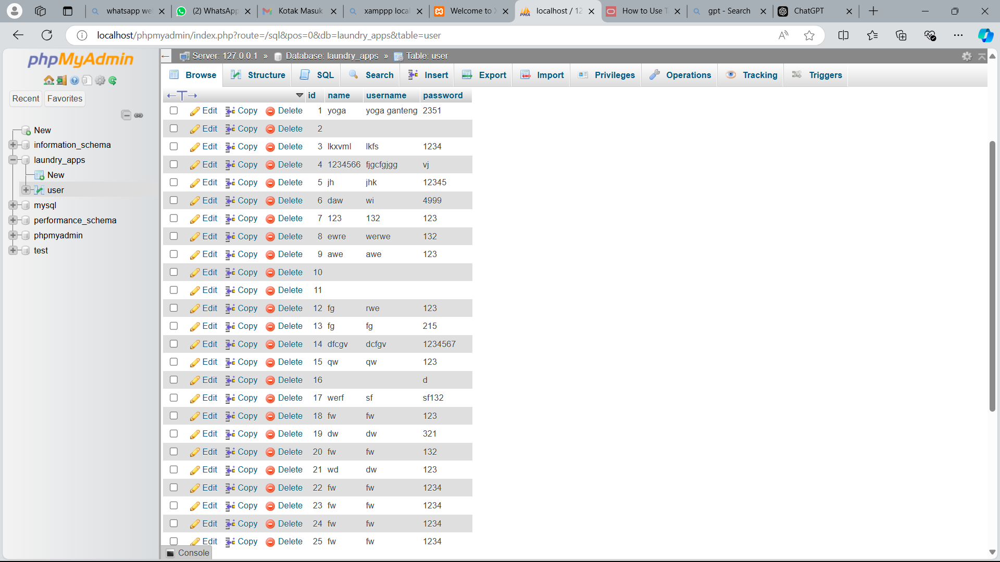 whatsapp we
(2) WhatsApp
Kotak Masuk
xamppp local
Welcome to X
localhost / 12
How to Use T
gpt - Search
ChatGPT
localhost/phpmyadmin/index.php?route=/sql&pos=0&db=laundry_apps&table=user
phpMyAdmin
Recent
Favorites
New
information_schema
laundry_apps
New
user
mysql
performance_schema
phpmyadmin
test
Server: 127.0.0.1 » Database: laundry_apps » Table: user
Browse Structure SQL Search Insert Export Import Privileges Operations Tracking Triggers
id name username password
Edit Copy Delete 1 yoga yoga ganteng 2351
Edit Copy Delete 2
Edit Copy Delete 3 lkxvml lkfs 1234
Edit Copy Delete 4 1234566 fjgcfgjgg vj
Edit Copy Delete 5 jh jhk 12345
Edit Copy Delete 6 daw wi 4999
Edit Copy Delete 7 123 132 123
Edit Copy Delete 8 ewre werwe 132
Edit Copy Delete 9 awe awe 123
Edit Copy Delete 10
Edit Copy Delete 11
Edit Copy Delete 12 fg rwe 123
Edit Copy Delete 13 fg fg 215
Edit Copy Delete 14 dfcgv dcfgv 1234567
Edit Copy Delete 15 qw qw 123
Edit Copy Delete 16 d
Edit Copy Delete 17 werf sf sf132
Edit Copy Delete 18 fw fw 123
Edit Copy Delete 19 dw dw 321
Edit Copy Delete 20 fw fw 132
Edit Copy Delete 21 wd dw 123
Edit Copy Delete 22 fw fw 1234
Edit Copy Delete 23 fw fw 1234
Edit Copy Delete 24 fw fw 1234
Edit Copy Delete 25 fw fw 1234
Console